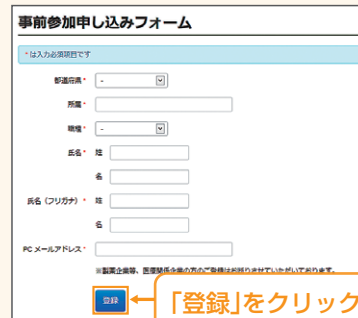 事前参加申し込みフォーム
*は入力必須項目です
都道府県* -
所属*
職種* -
氏名* 姓
名
氏名（フリガナ）* 姓
名
PC メールアドレス*
※製薬企業等、医療関係企業の方のご登録はお断りさせていただいております。
登録
「登録」をクリック